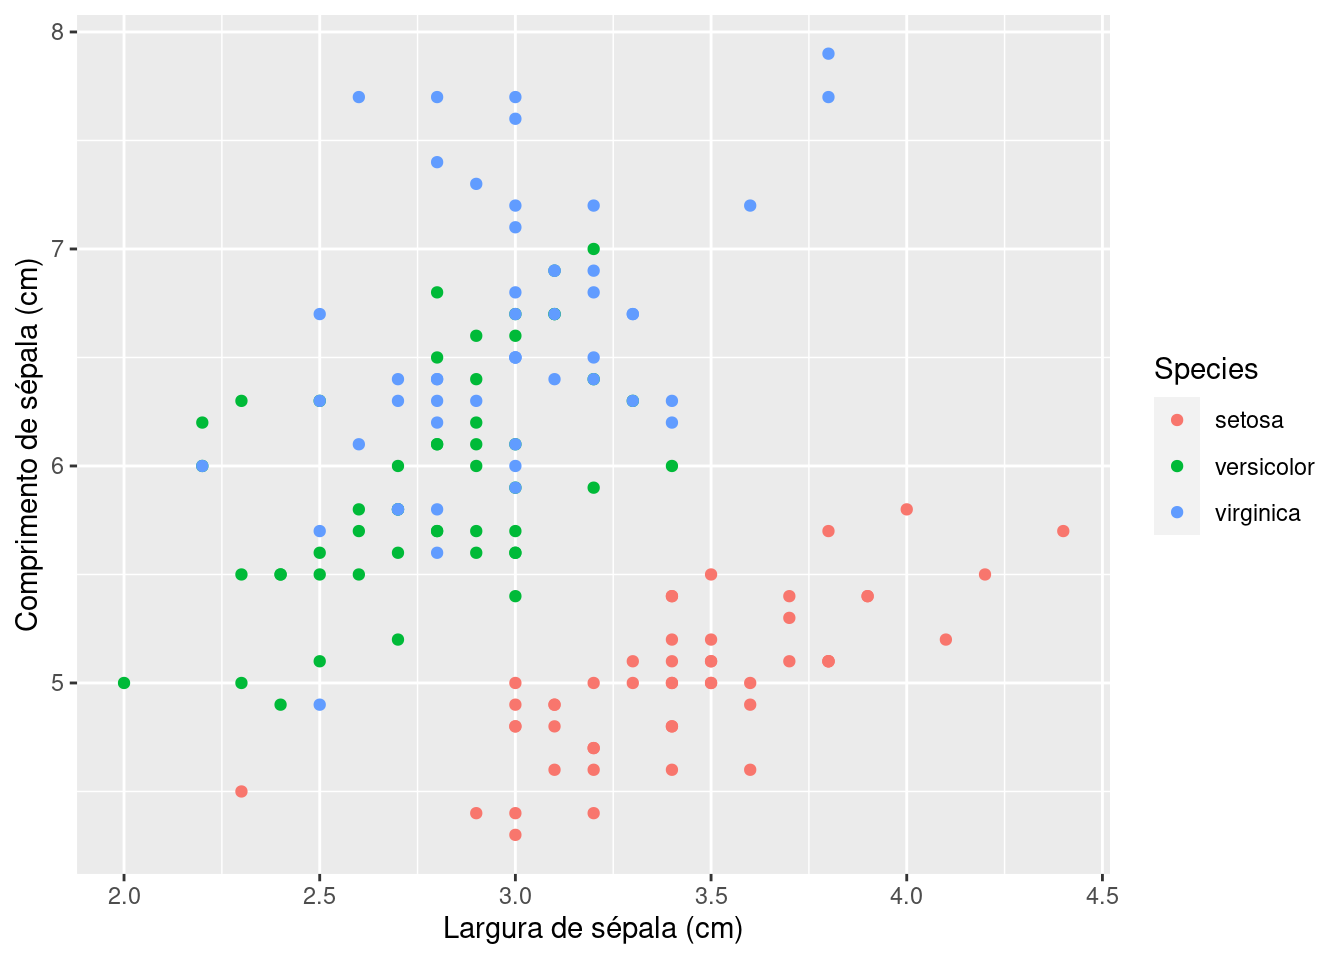 8
7
6
5
Comprimento de sépala (cm)
2.0 2.5 3.0 3.5 4.0 4.5
Largura de sépala (cm)
Species
setosa
versicolor
virginica